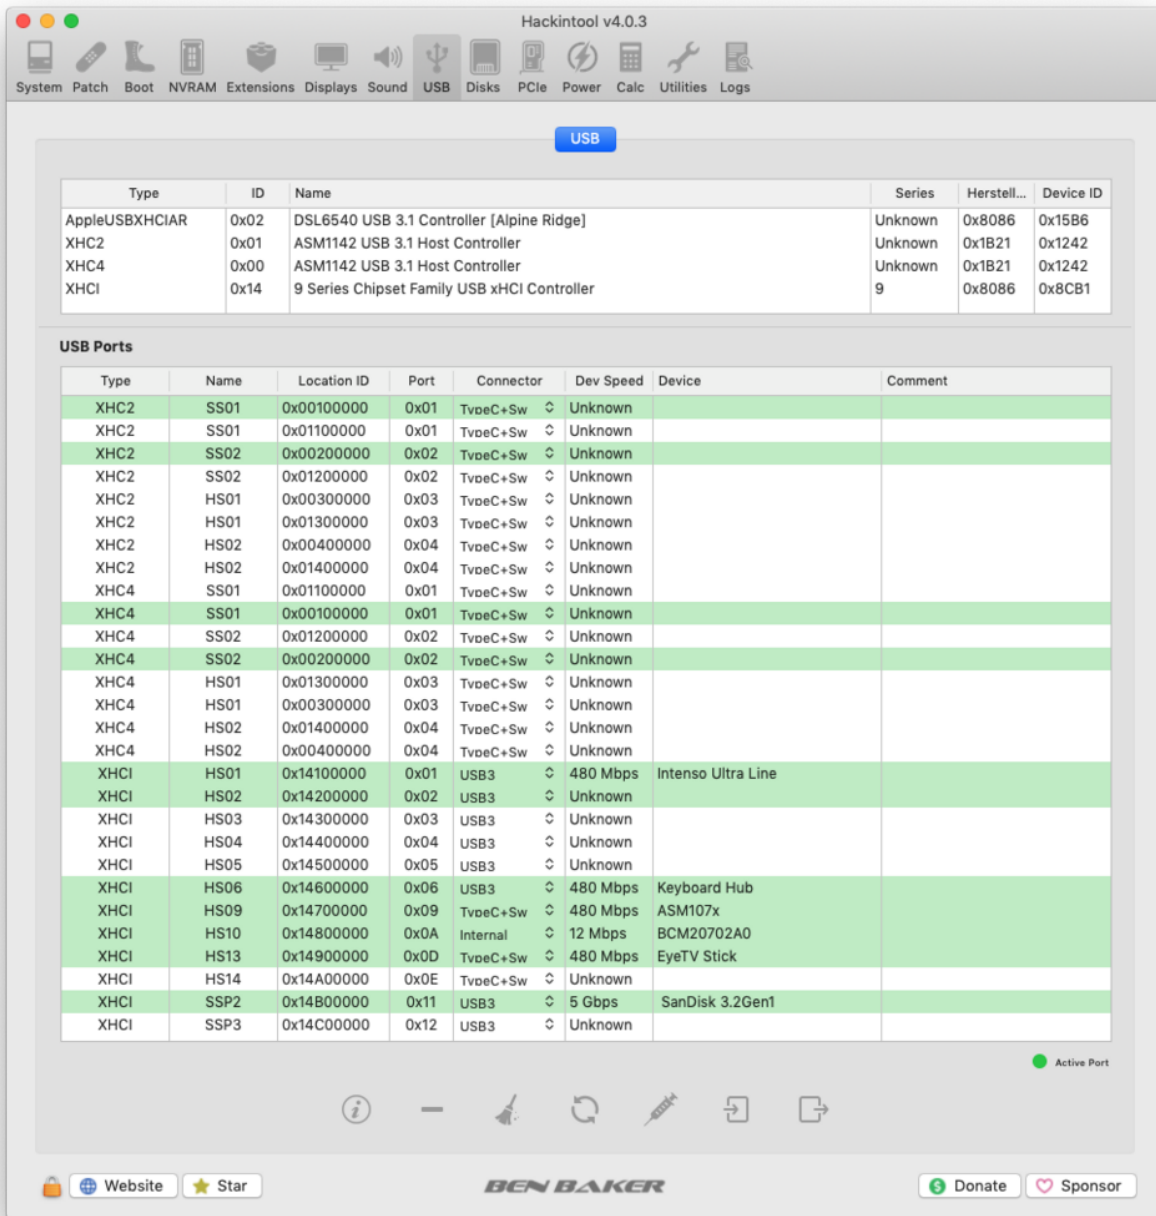 Hackintool v4.0.3
System Patch Boot NVRAM Extensions Displays Sound USB Disks PCIe Power Calc Utilities Logs
USB
Type ID Name Series Herstell... Device ID
AppleUSBXHCIAR 0x02 DSL6540 USB 3.1 Controller [Alpine Ridge] Unknown 0x8086 0x15B6
XHC2 0x01 ASM1142 USB 3.1 Host Controller Unknown 0x1B21 0x1242
XHC4 0x00 ASM1142 USB 3.1 Host Controller Unknown 0x1B21 0x1242
XHCI 0x14 9 Series Chipset Family USB xHCI Controller 9 0x8086 0x8CB1
USB Ports
Type Name Location ID Port Connector Dev Speed Device Comment
XHC2 SS01 0x00100000 0x01 TypeC+Sw Unknown
XHC2 SS01 0x01100000 0x01 TypeC+Sw Unknown
XHC2 SS02 0x00200000 0x02 TypeC+Sw Unknown
XHC2 SS02 0x01200000 0x02 TypeC+Sw Unknown
XHC2 HS01 0x00300000 0x03 TypeC+Sw Unknown
XHC2 HS01 0x01300000 0x03 TypeC+Sw Unknown
XHC2 HS02 0x00400000 0x04 TypeC+Sw Unknown
XHC2 HS02 0x01400000 0x04 TypeC+Sw Unknown
XHC4 SS01 0x01100000 0x01 TypeC+Sw Unknown
XHC4 SS01 0x00100000 0x01 TypeC+Sw Unknown
XHC4 SS02 0x01200000 0x02 TypeC+Sw Unknown
XHC4 SS02 0x00200000 0x02 TypeC+Sw Unknown
XHC4 HS01 0x01300000 0x03 TypeC+Sw Unknown
XHC4 HS01 0x00300000 0x03 TypeC+Sw Unknown
XHC4 HS02 0x01400000 0x04 TypeC+Sw Unknown
XHC4 HS02 0x00400000 0x04 TypeC+Sw Unknown
XHCI HS01 0x14100000 0x01 USB3 480 Mbps Intenso Ultra Line
XHCI HS02 0x14200000 0x02 USB3 Unknown
XHCI HS03 0x14300000 0x03 USB3 Unknown
XHCI HS04 0x14400000 0x04 USB3 Unknown
XHCI HS05 0x14500000 0x05 USB3 Unknown
XHCI HS06 0x14600000 0x06 USB3 480 Mbps Keyboard Hub
XHCI HS09 0x14700000 0x09 TypeC+Sw 480 Mbps ASM107x
XHCI HS10 0x14800000 0x0A Internal 12 Mbps BCM20702A0
XHCI HS13 0x14900000 0x0D TypeC+Sw 480 Mbps EyeTV Stick
XHCI HS14 0x14A00000 0x0E TypeC+Sw Unknown
XHCI SSP2 0x14B00000 0x11 USB3 5 Gbps SanDisk 3.2Gen1
XHCI SSP3 0x14C00000 0x12 USB3 Unknown
Active Port
Website Star BEN BAKER Donate Sponsor